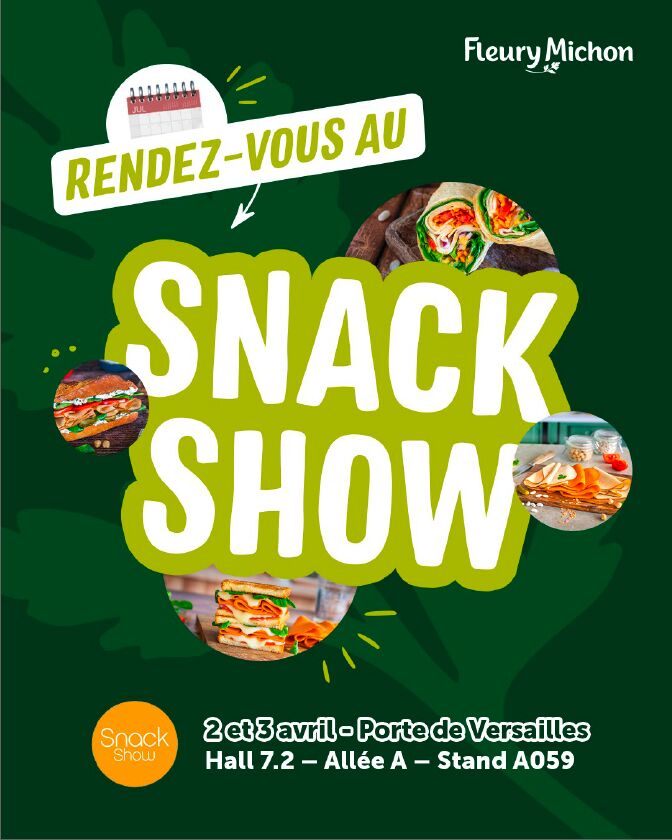 Fleury Michon
JUL
RENDEZ-VOUS AU
SNACK
SHOW
Snack
Show
2 et 3 avril - Porte de Versailles
Hall 7.2 – Allée A – Stand A059